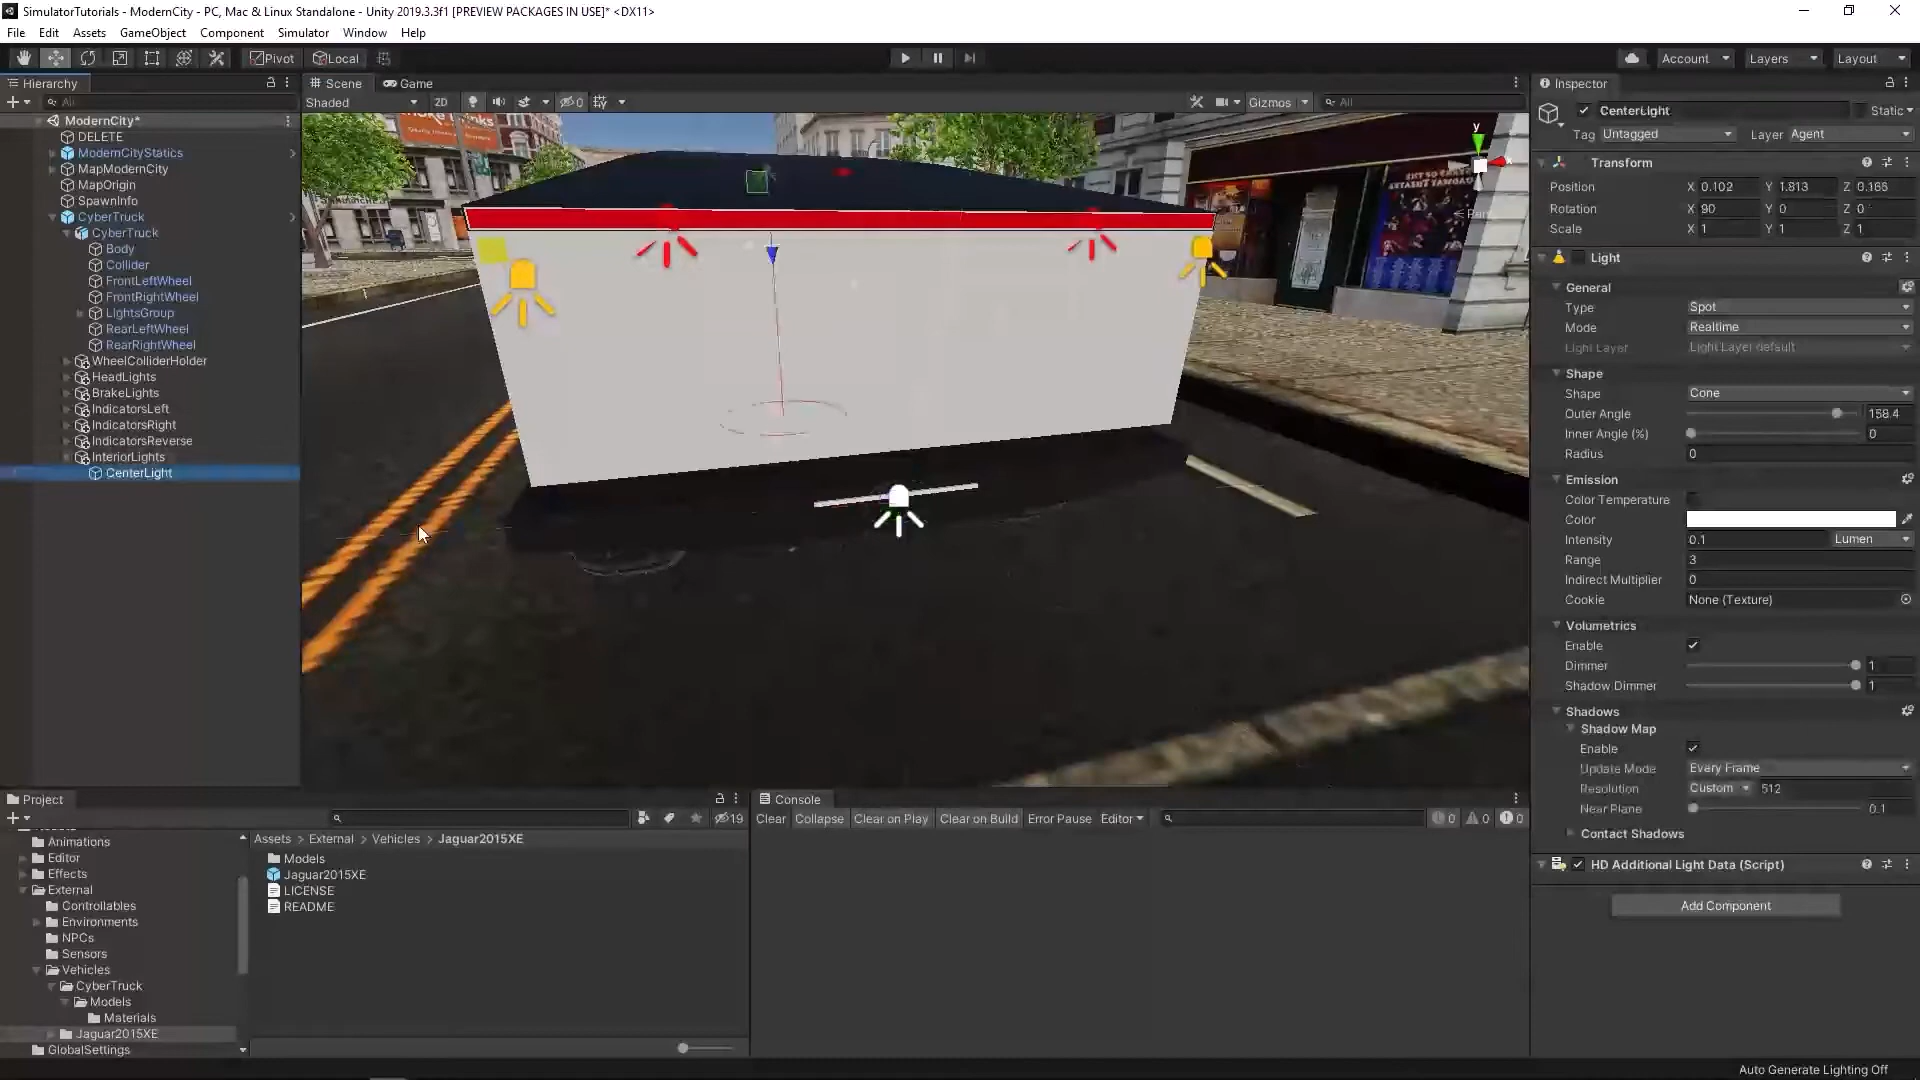 SimulatorTutorials - ModernCity - PC, Mac & Linux Standalone - Unity 2019.3.3f1 [PREVIEW PACKAGES IN USE]* <DX11>
File Edit Assets GameObject Component Simulator Window Help
Pivot Local Account Layers Layout
Hierarchy
All
ModernCity*
DELETE
ModernCityStatics
MapModernCity
MapOrigin
SpawnInfo
CyberTruck
CyberTruck
Body
Collider
FrontLeftWheel
FrontRightWheel
LightsGroup
RearLeftWheel
RearRightWheel
WheelColliderHolder
HeadLights
BrakeLights
IndicatorsLeft
IndicatorsRight
IndicatorsReverse
InteriorLights
CenterLight
Scene Game
Shaded 2D 0 Gizmos All
y
x
Inspector
CenterLight Static
Tag Untagged Layer Agent
Transform
Position X 0.102 Y 1.813 Z 0.166
Rotation X 90 Y 0 Z 0
Scale X 1 Y 1 Z 1
Light
General
Type Spot
Mode Realtime
Light Layer Light Layer default
Shape
Shape Cone
Outer Angle 158.4
Inner Angle (%) 0
Radius 0
Emission
Color Temperature
Color
Intensity 0.1 Lumen
Range 3
Indirect Multiplier 0
Cookie None (Texture)
Volumetrics
Enable
Dimmer 1
Shadow Dimmer 1
Shadows
Shadow Map
Enable
Update Mode Every Frame
Resolution Custom 512
Near Plane 0.1
Contact Shadows
HD Additional Light Data (Script)
Add Component
Project
19
Animations
Editor
Effects
External
Controllables
Environments
NPCs
Sensors
Vehicles
CyberTruck
Models
Materials
Jaguar2015XE
GlobalSettings
Assets > External > Vehicles > Jaguar2015XE
Models
Jaguar2015XE
LICENSE
README
Console
Clear Collapse Clear on Play Clear on Build Error Pause Editor 0 0 0
Auto Generate Lighting Off